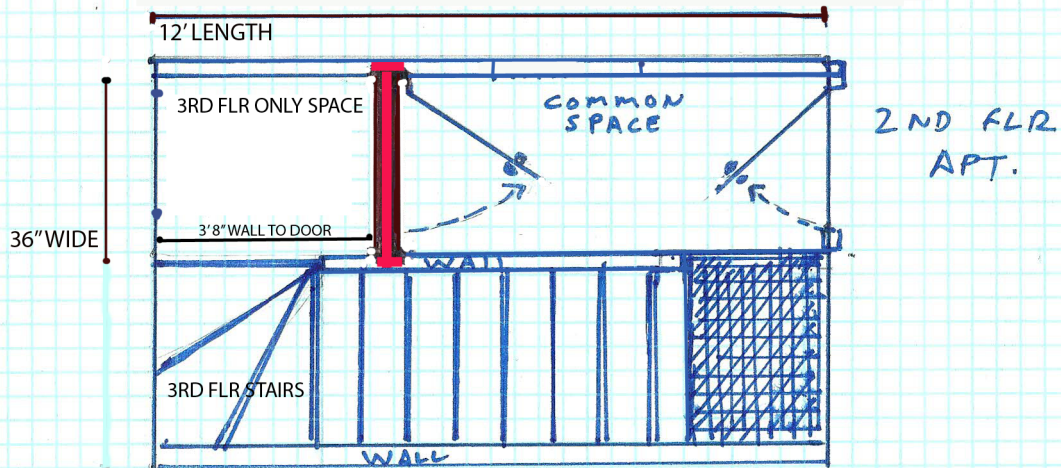 12' LENGTH
3RD FLR ONLY SPACE
COMMON
SPACE
2ND FLR
APT.
36" WIDE
3' 8" WALL TO DOOR
WALL
3RD FLR STAIRS
WALL